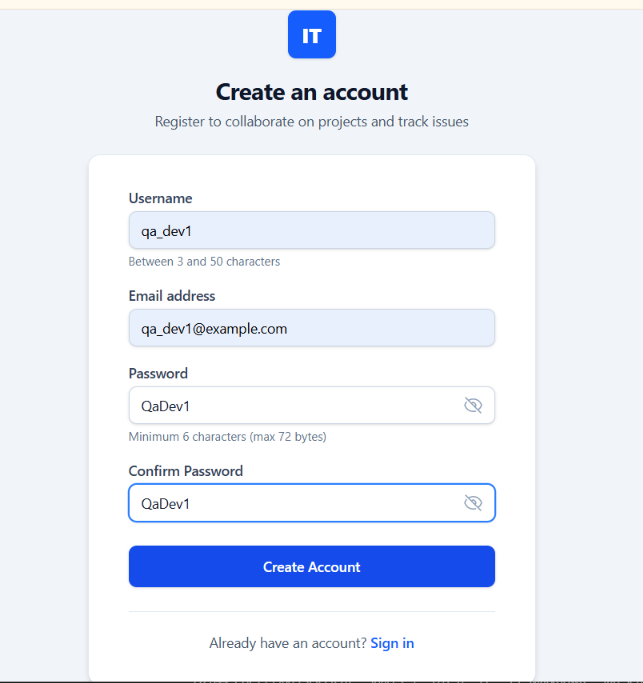 IT
Create an account
Register to collaborate on projects and track issues
Username
qa_dev1
Between 3 and 50 characters
Email address
qa_dev1@example.com
Password
QaDev1
Minimum 6 characters (max 72 bytes)
Confirm Password
QaDev1
Create Account
Already have an account? Sign in